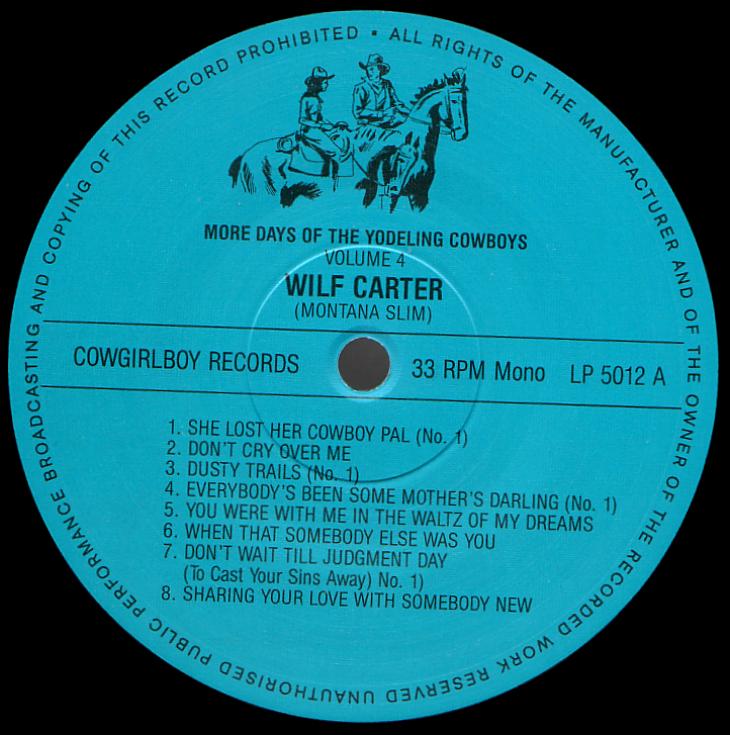 ALL RIGHTS OF THE MANUFACTURER AND OF THE OWNER OF THE RECORDED WORK RESERVED UNAUTHORISED PUBLIC PERFORMANCE BROADCASTING AND COPYING OF THIS RECORD PROHIBITED ▪
MORE DAYS OF THE YODELING COWBOYS
VOLUME 4
WILF CARTER
(MONTANA SLIM)
COWGIRLBOY RECORDS 33 RPM Mono LP 5012 A
1. SHE LOST HER COWBOY PAL (No. 1)
2. DON'T CRY OVER ME
3. DUSTY TRAILS (No. 1)
4. EVERYBODY'S BEEN SOME MOTHER'S DARLING (No. 1)
5. YOU WERE WITH ME IN THE WALTZ OF MY DREAMS
6. WHEN THAT SOMEBODY ELSE WAS YOU
7. DON'T WAIT TILL JUDGMENT DAY
(To Cast Your Sins Away) No. 1)
8. SHARING YOUR LOVE WITH SOMEBODY NEW